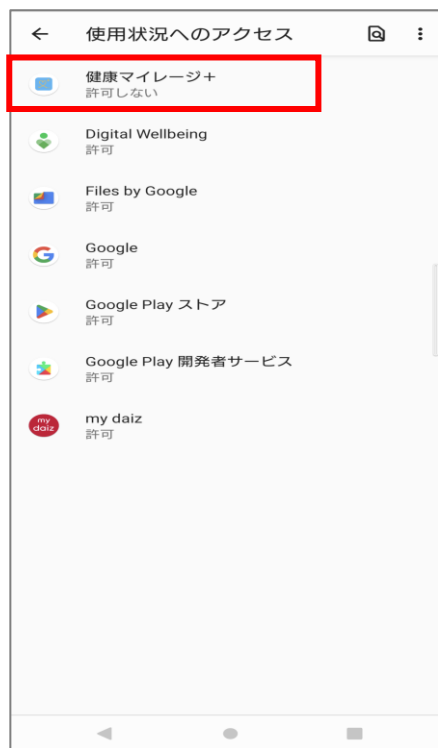 使用状況へのアクセス
健康マイレージ＋
許可しない
Digital Wellbeing
許可
Files by Google
許可
Google
許可
Google Play ストア
許可
Google Play 開発者サービス
許可
my daiz
my daiz
許可